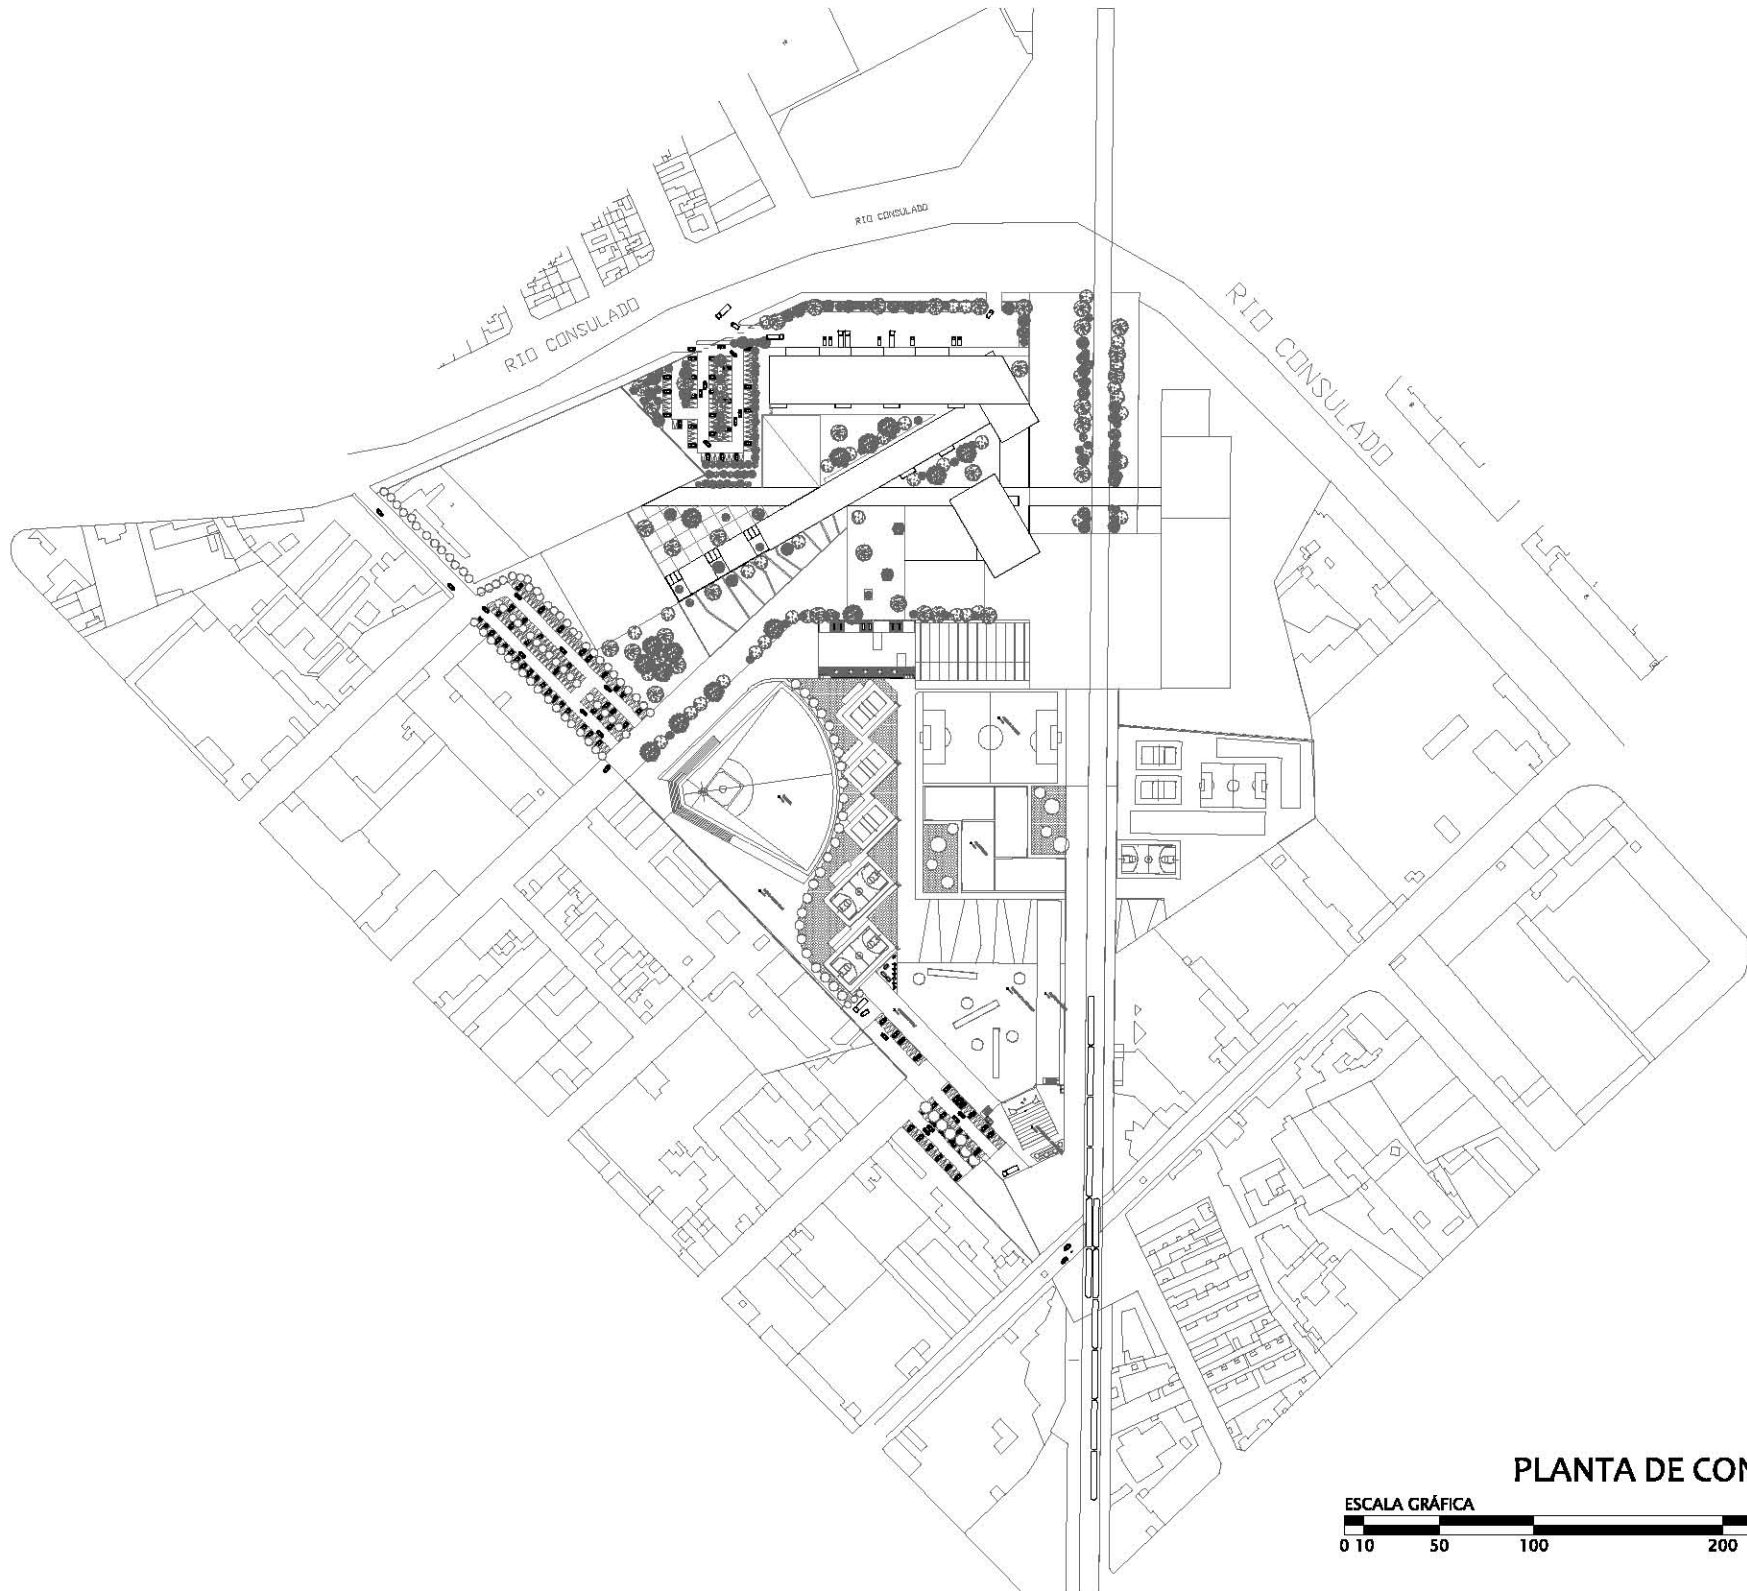 RIO CONSULADO
RIO CONSULADO
RIO CONSULADO
PLANTA DE CON
ESCALA GRÁFICA
0 10 50 100 200